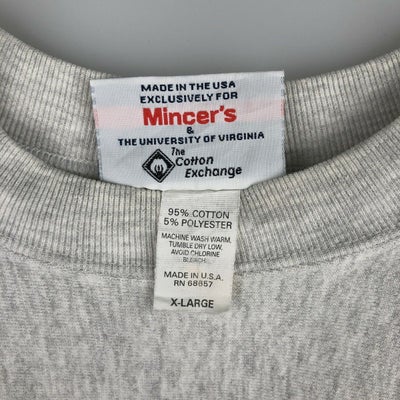 MADE IN THE USA
EXCLUSIVELY FOR
Mincer's
&
THE UNIVERSITY OF VIRGINIA
The
Cotton
Exchange
95% COTTON
5% POLYESTER
MACHINE WASH WARM,
TUMBLE DRY LOW,
AVOID CHLORINE
BLEACH.
MADE IN U.S.A.
RN 68857
X-LARGE